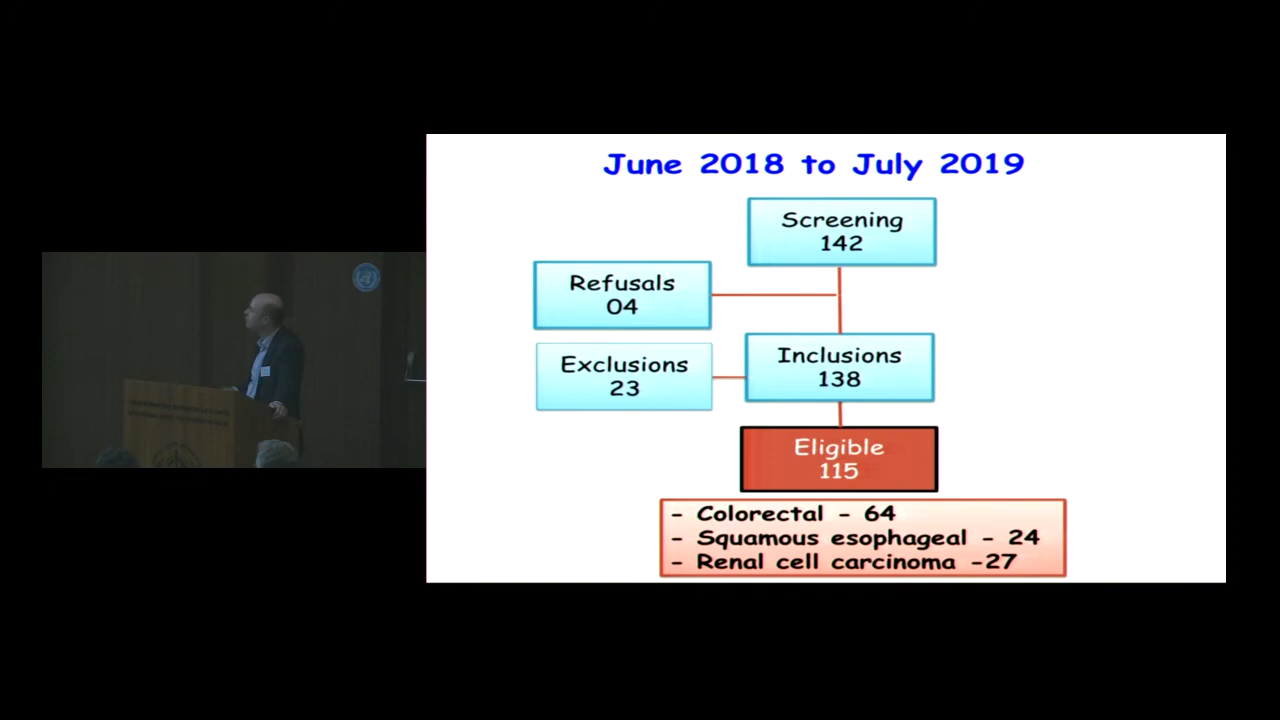 June 2018 to July 2019
Screening
142
Refusals
04
Inclusions
138
Exclusions
23
Eligible
115
- Colorectal - 64
- Squamous esophageal - 24
- Renal cell carcinoma -27